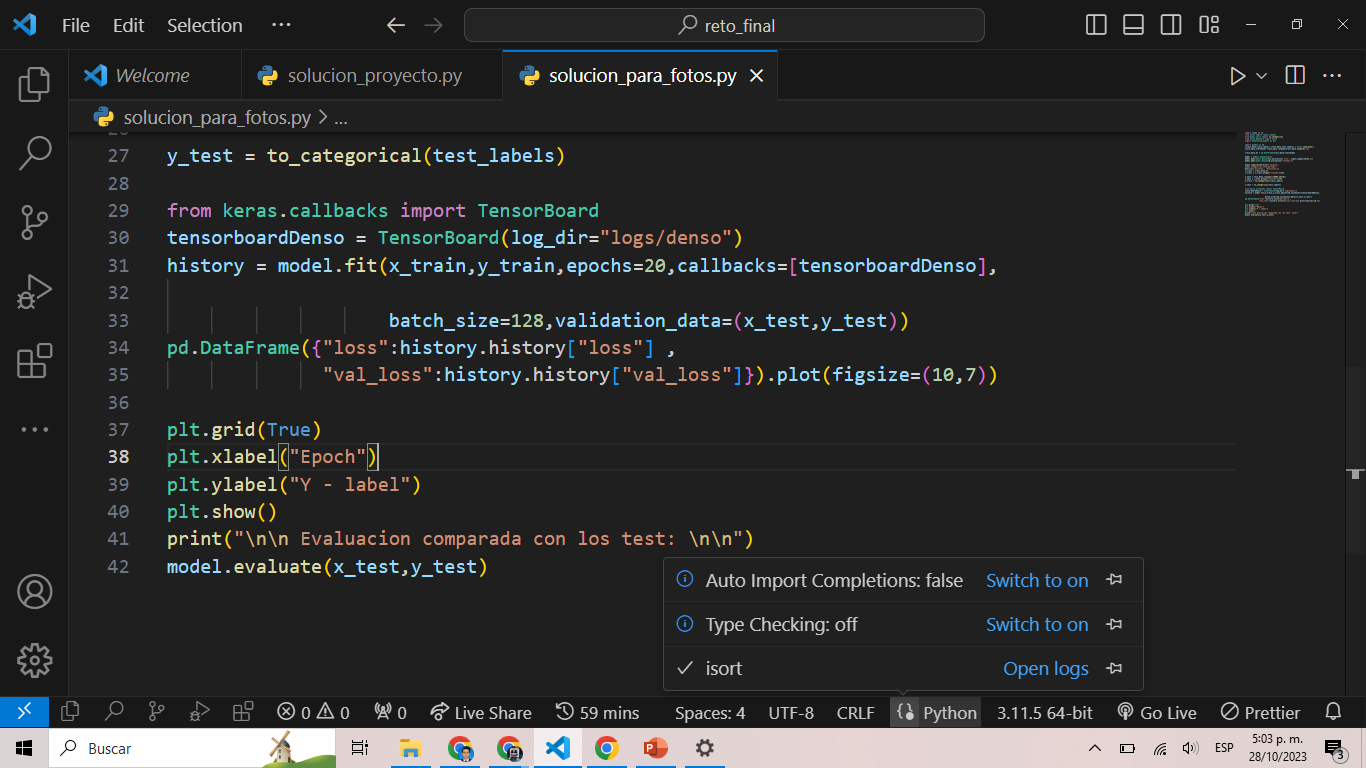 File Edit Selection ··· reto_final
Welcome solucion_proyecto.py solucion_para_fotos.py
solucion_para_fotos.py > ...
27 y_test = to_categorical(test_labels)
28
29 from keras.callbacks import TensorBoard
30 tensorboardDenso = TensorBoard(log_dir="logs/denso")
31 history = model.fit(x_train,y_train,epochs=20,callbacks=[tensorboardDenso],
32
33 batch_size=128,validation_data=(x_test,y_test))
34 pd.DataFrame({"loss":history.history["loss"] ,
35 "val_loss":history.history["val_loss"]}).plot(figsize=(10,7))
36
37 plt.grid(True)
38 plt.xlabel("Epoch")
39 plt.ylabel("Y - label")
40 plt.show()
41 print("\n\n Evaluacion comparada con los test: \n\n")
42 model.evaluate(x_test,y_test)
Auto Import Completions: false Switch to on
Type Checking: off Switch to on
isort Open logs
0 0 0 Live Share 59 mins Spaces: 4 UTF-8 CRLF Python 3.11.5 64-bit Go Live Prettier
Buscar ESP 5:03 p. m.
28/10/2023 3